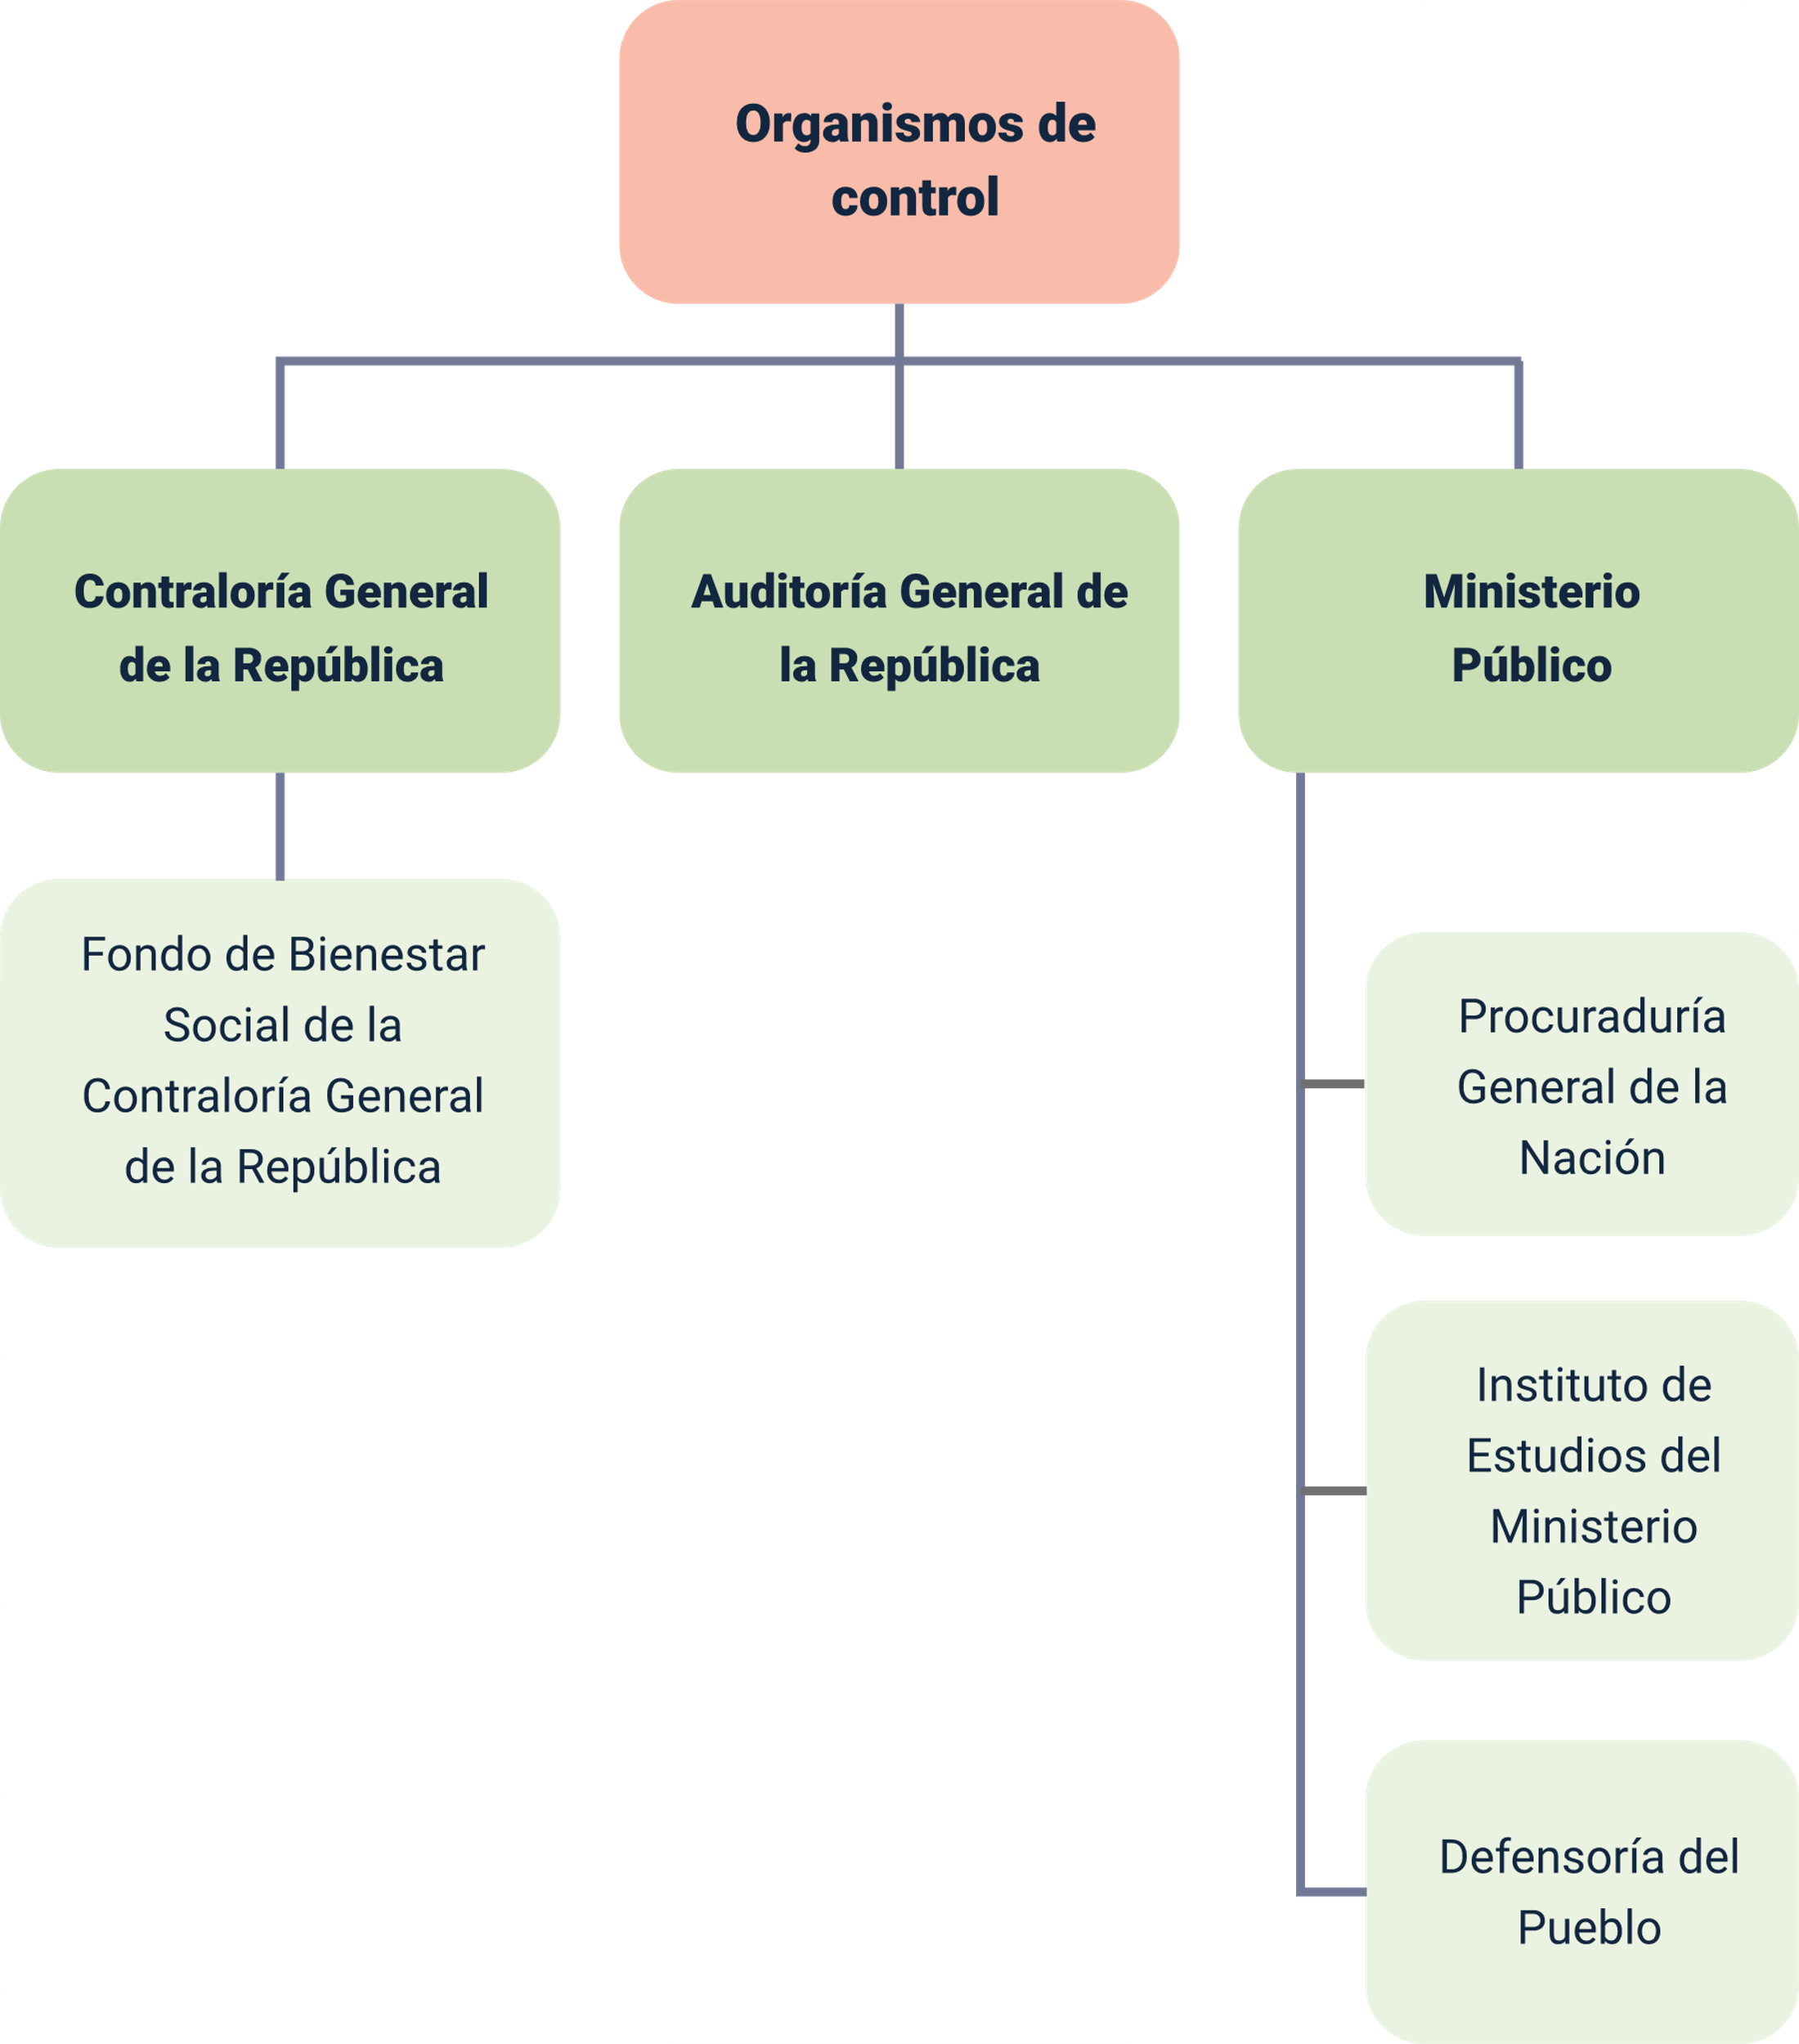 Organismos de
control
Contraloría General
de la República
Auditoría General de
la República
Ministerio
Público
Fondo de Bienestar
Social de la
Contraloría General
de la República
Procuraduría
General de la
Nación
Instituto de
Estudios del
Ministerio
Público
Defensoría del
Pueblo